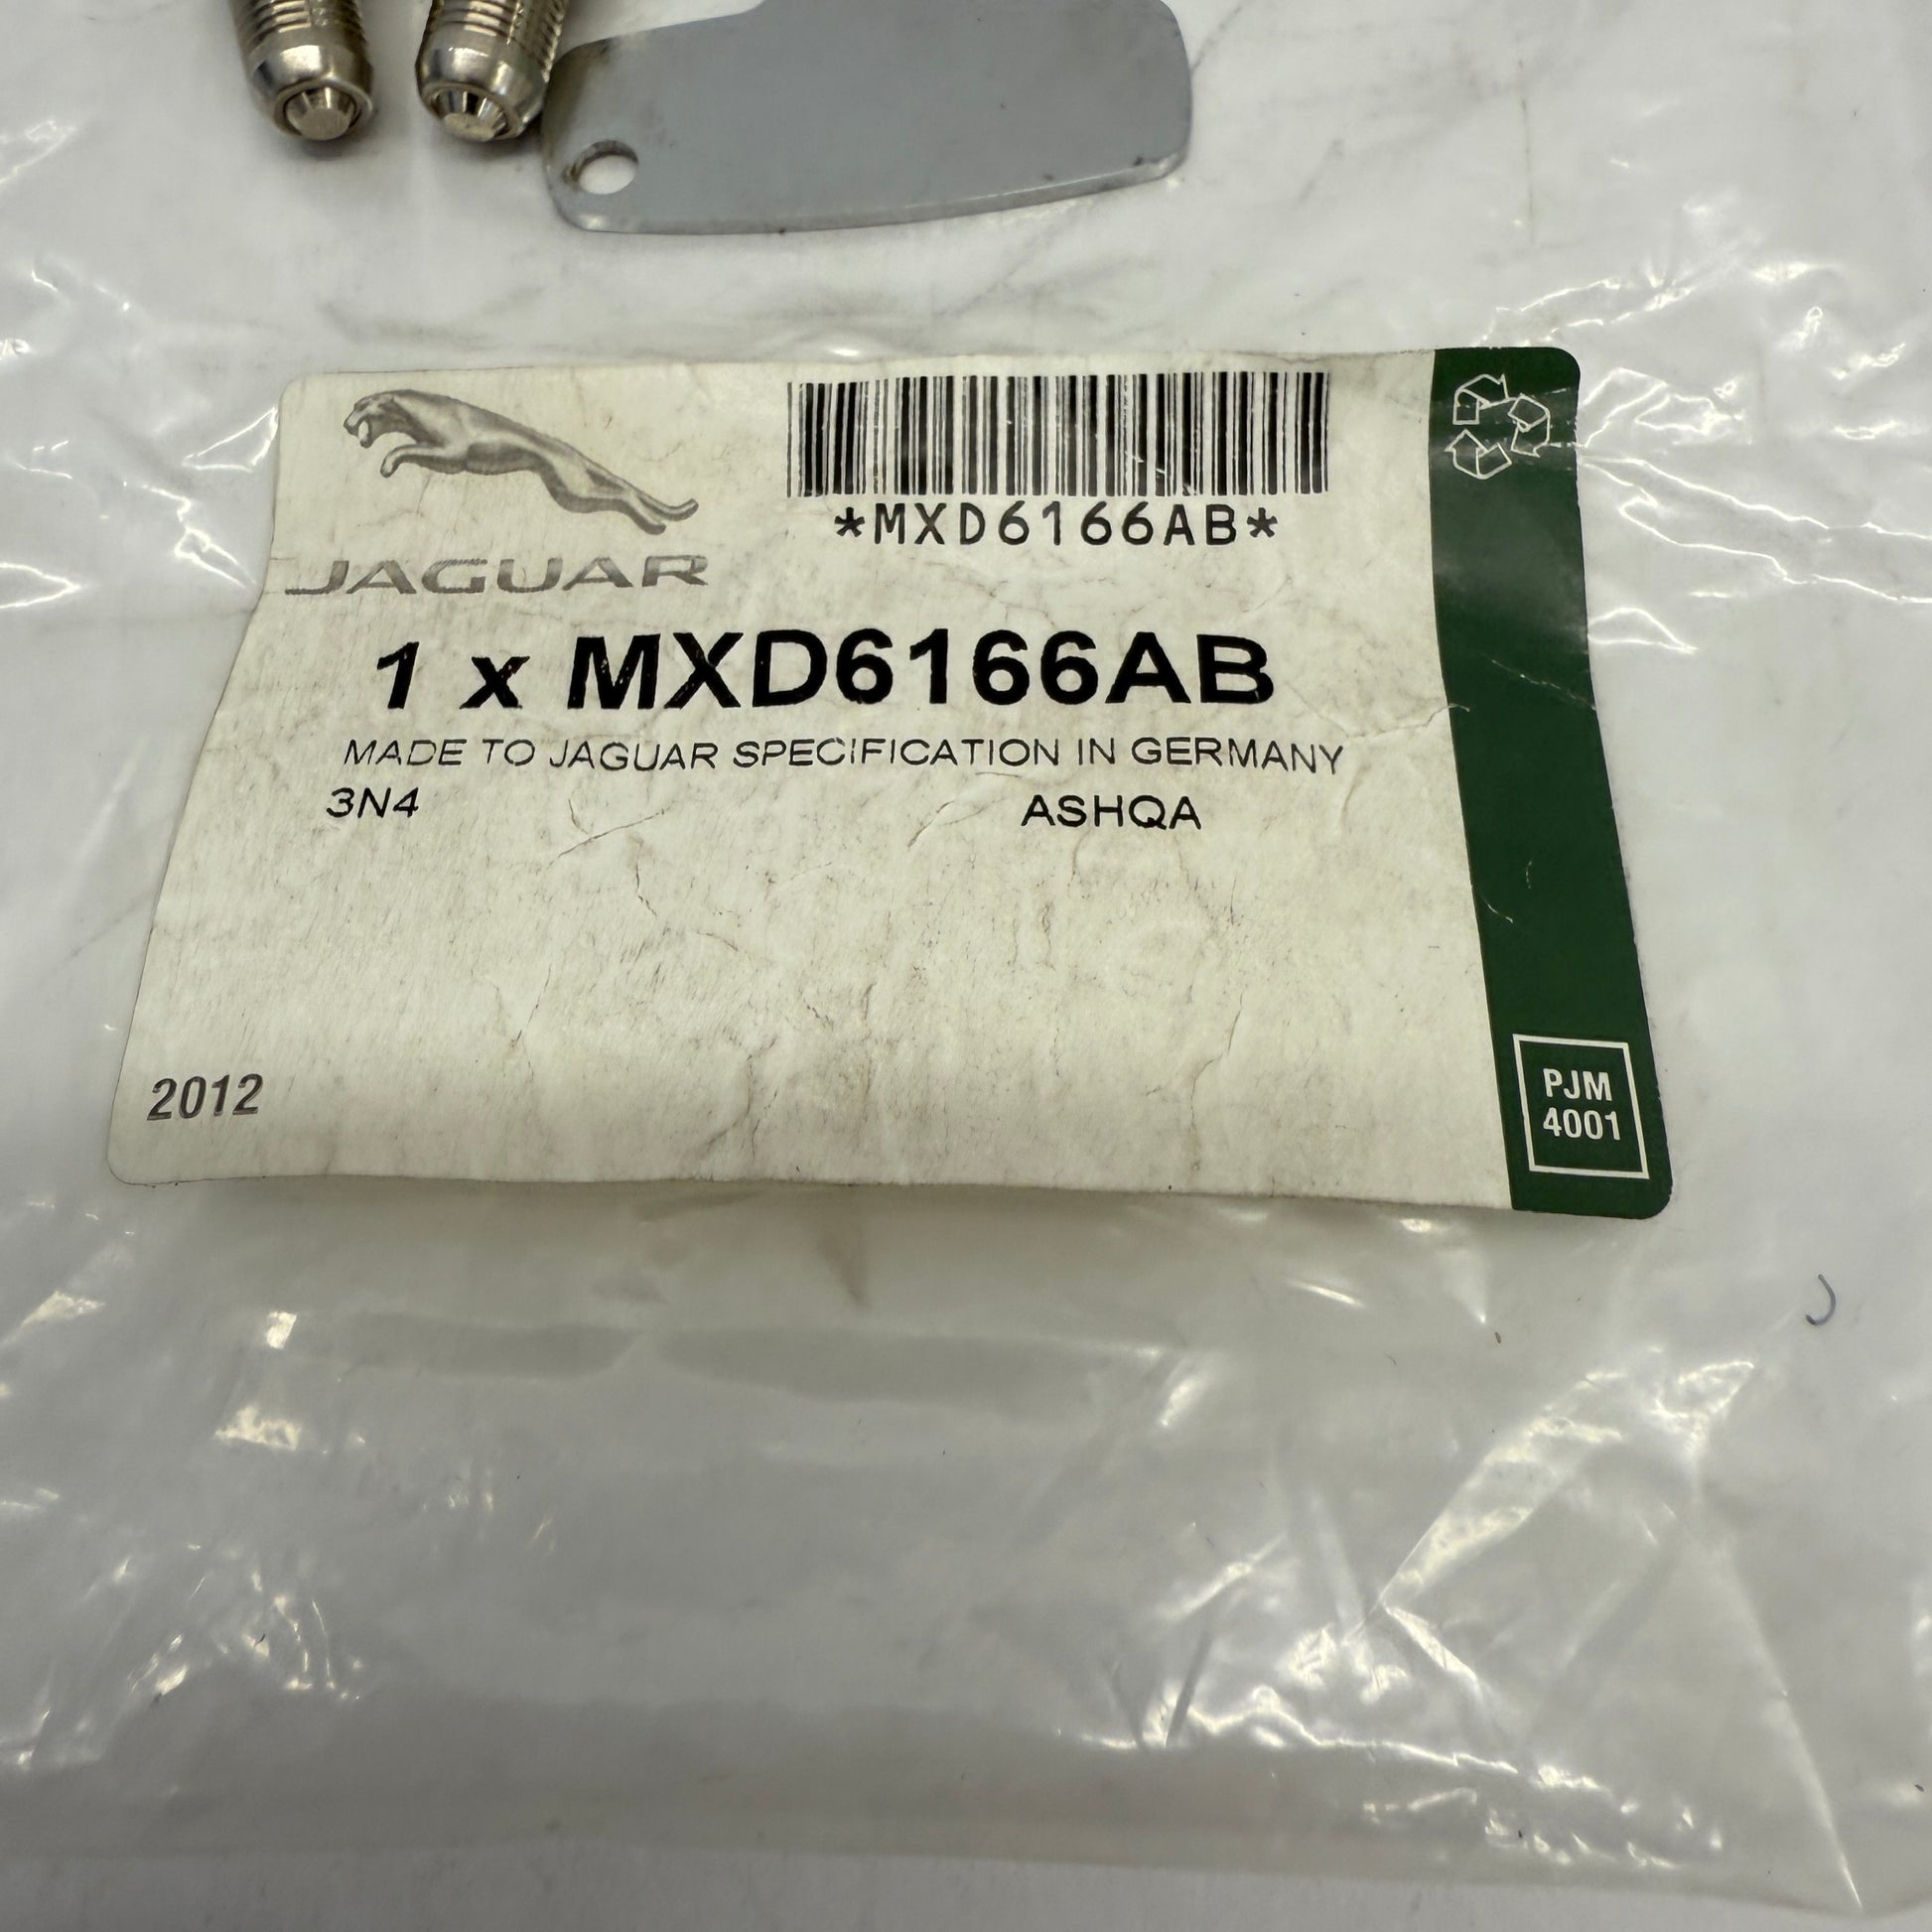 *MXD6166AB*
JAGUAR
1 x MXD6166AB
MADE TO JAGUAR SPECIFICATION IN GERMANY
3N4 ASHQA
2012
PJM
4001